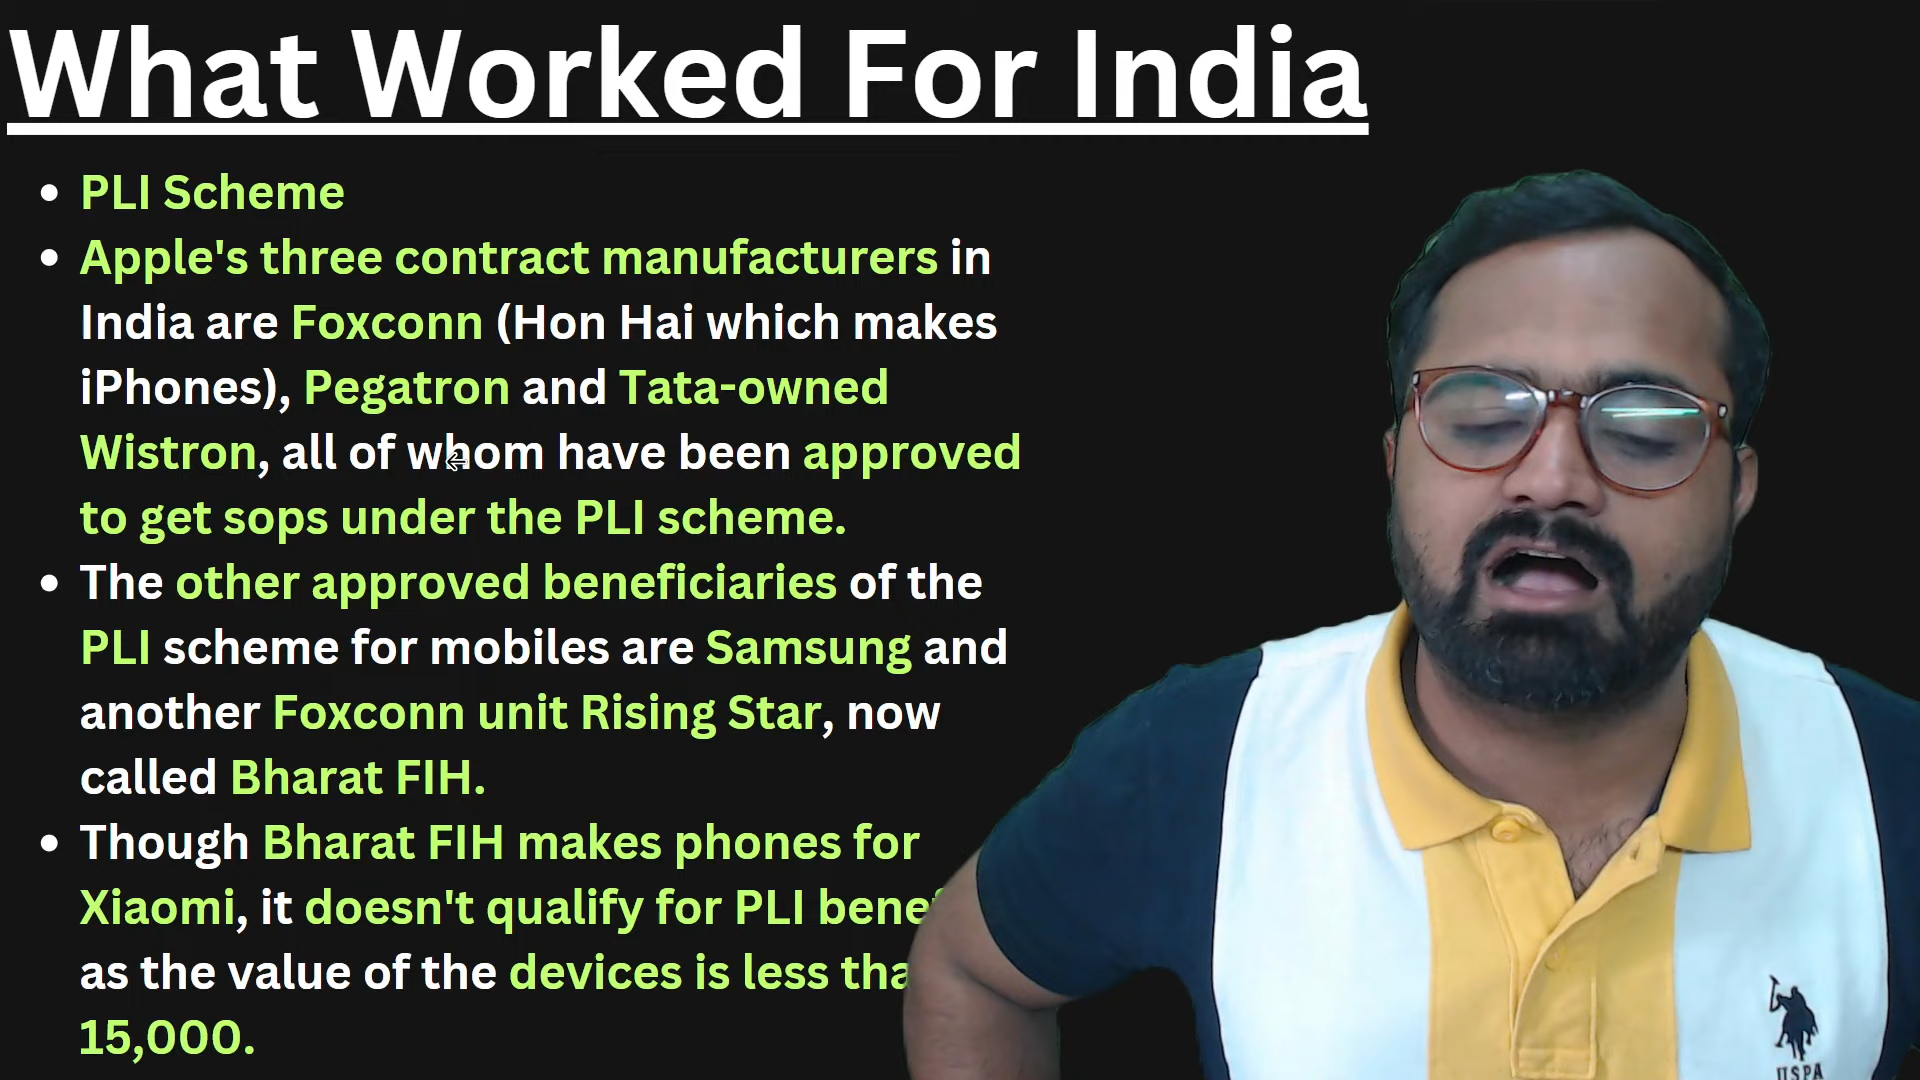 What Worked For India
• PLI Scheme
• Apple's three contract manufacturers in
India are Foxconn (Hon Hai which makes
iPhones), Pegatron and Tata-owned
Wistron, all of whom have been approved
to get sops under the PLI scheme.
• The other approved beneficiaries of the
PLI scheme for mobiles are Samsung and
another Foxconn unit Rising Star, now
called Bharat FIH.
• Though Bharat FIH makes phones for
Xiaomi, it doesn't qualify for PLI
as the value of the devices is less
15,000.
USPA